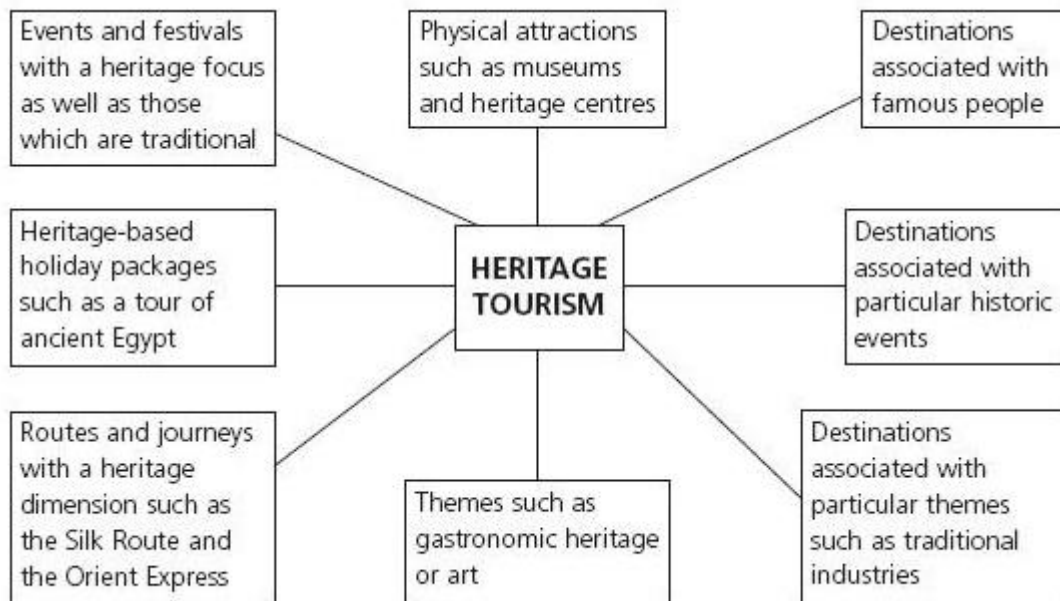 Events and festivals
with a heritage focus
as well as those
which are traditional
Physical attractions
such as museums
and heritage centres
Destinations
associated with
famous people
Heritage-based
holiday packages
such as a tour of
ancient Egypt
HERITAGE
TOURISM
Destinations
associated with
particular historic
events
Routes and journeys
with a heritage
dimension such as
the Silk Route and
the Orient Express
Themes such as
gastronomic heritage
or art
Destinations
associated with
particular themes
such as traditional
industries